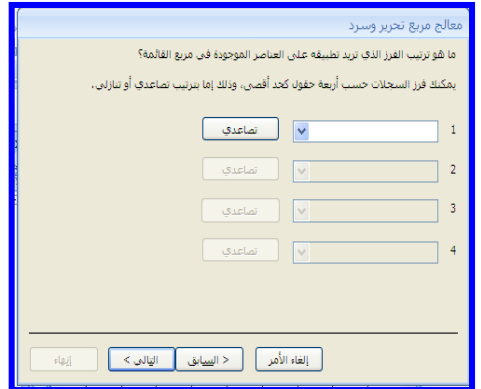 معالج مربع تحرير وسرد
ما هو ترتيب الفرز الذي تريد تطبيقه على العناصر الموجودة في مربع القائمة؟
يمكنك فرز السجلات حسب أربعة حقول كحد أقصى، وذلك إما بترتيب تصاعدي أو تنازلي.
1 تصاعدي
2 تصاعدي
3 تصاعدي
4 تصاعدي
إلغاء الأمر < السابق التالي > إنهاء